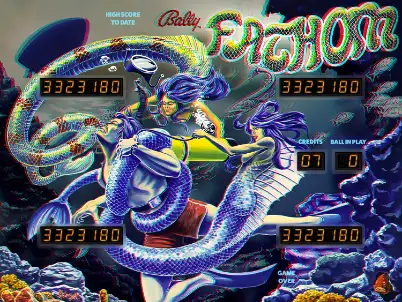 HIGH SCORE
TO DATE
Bally
FATHOM
3323180
3323180
CREDITS
BALL IN PLAY
07
0
3323180
3323180
GAME
OVER